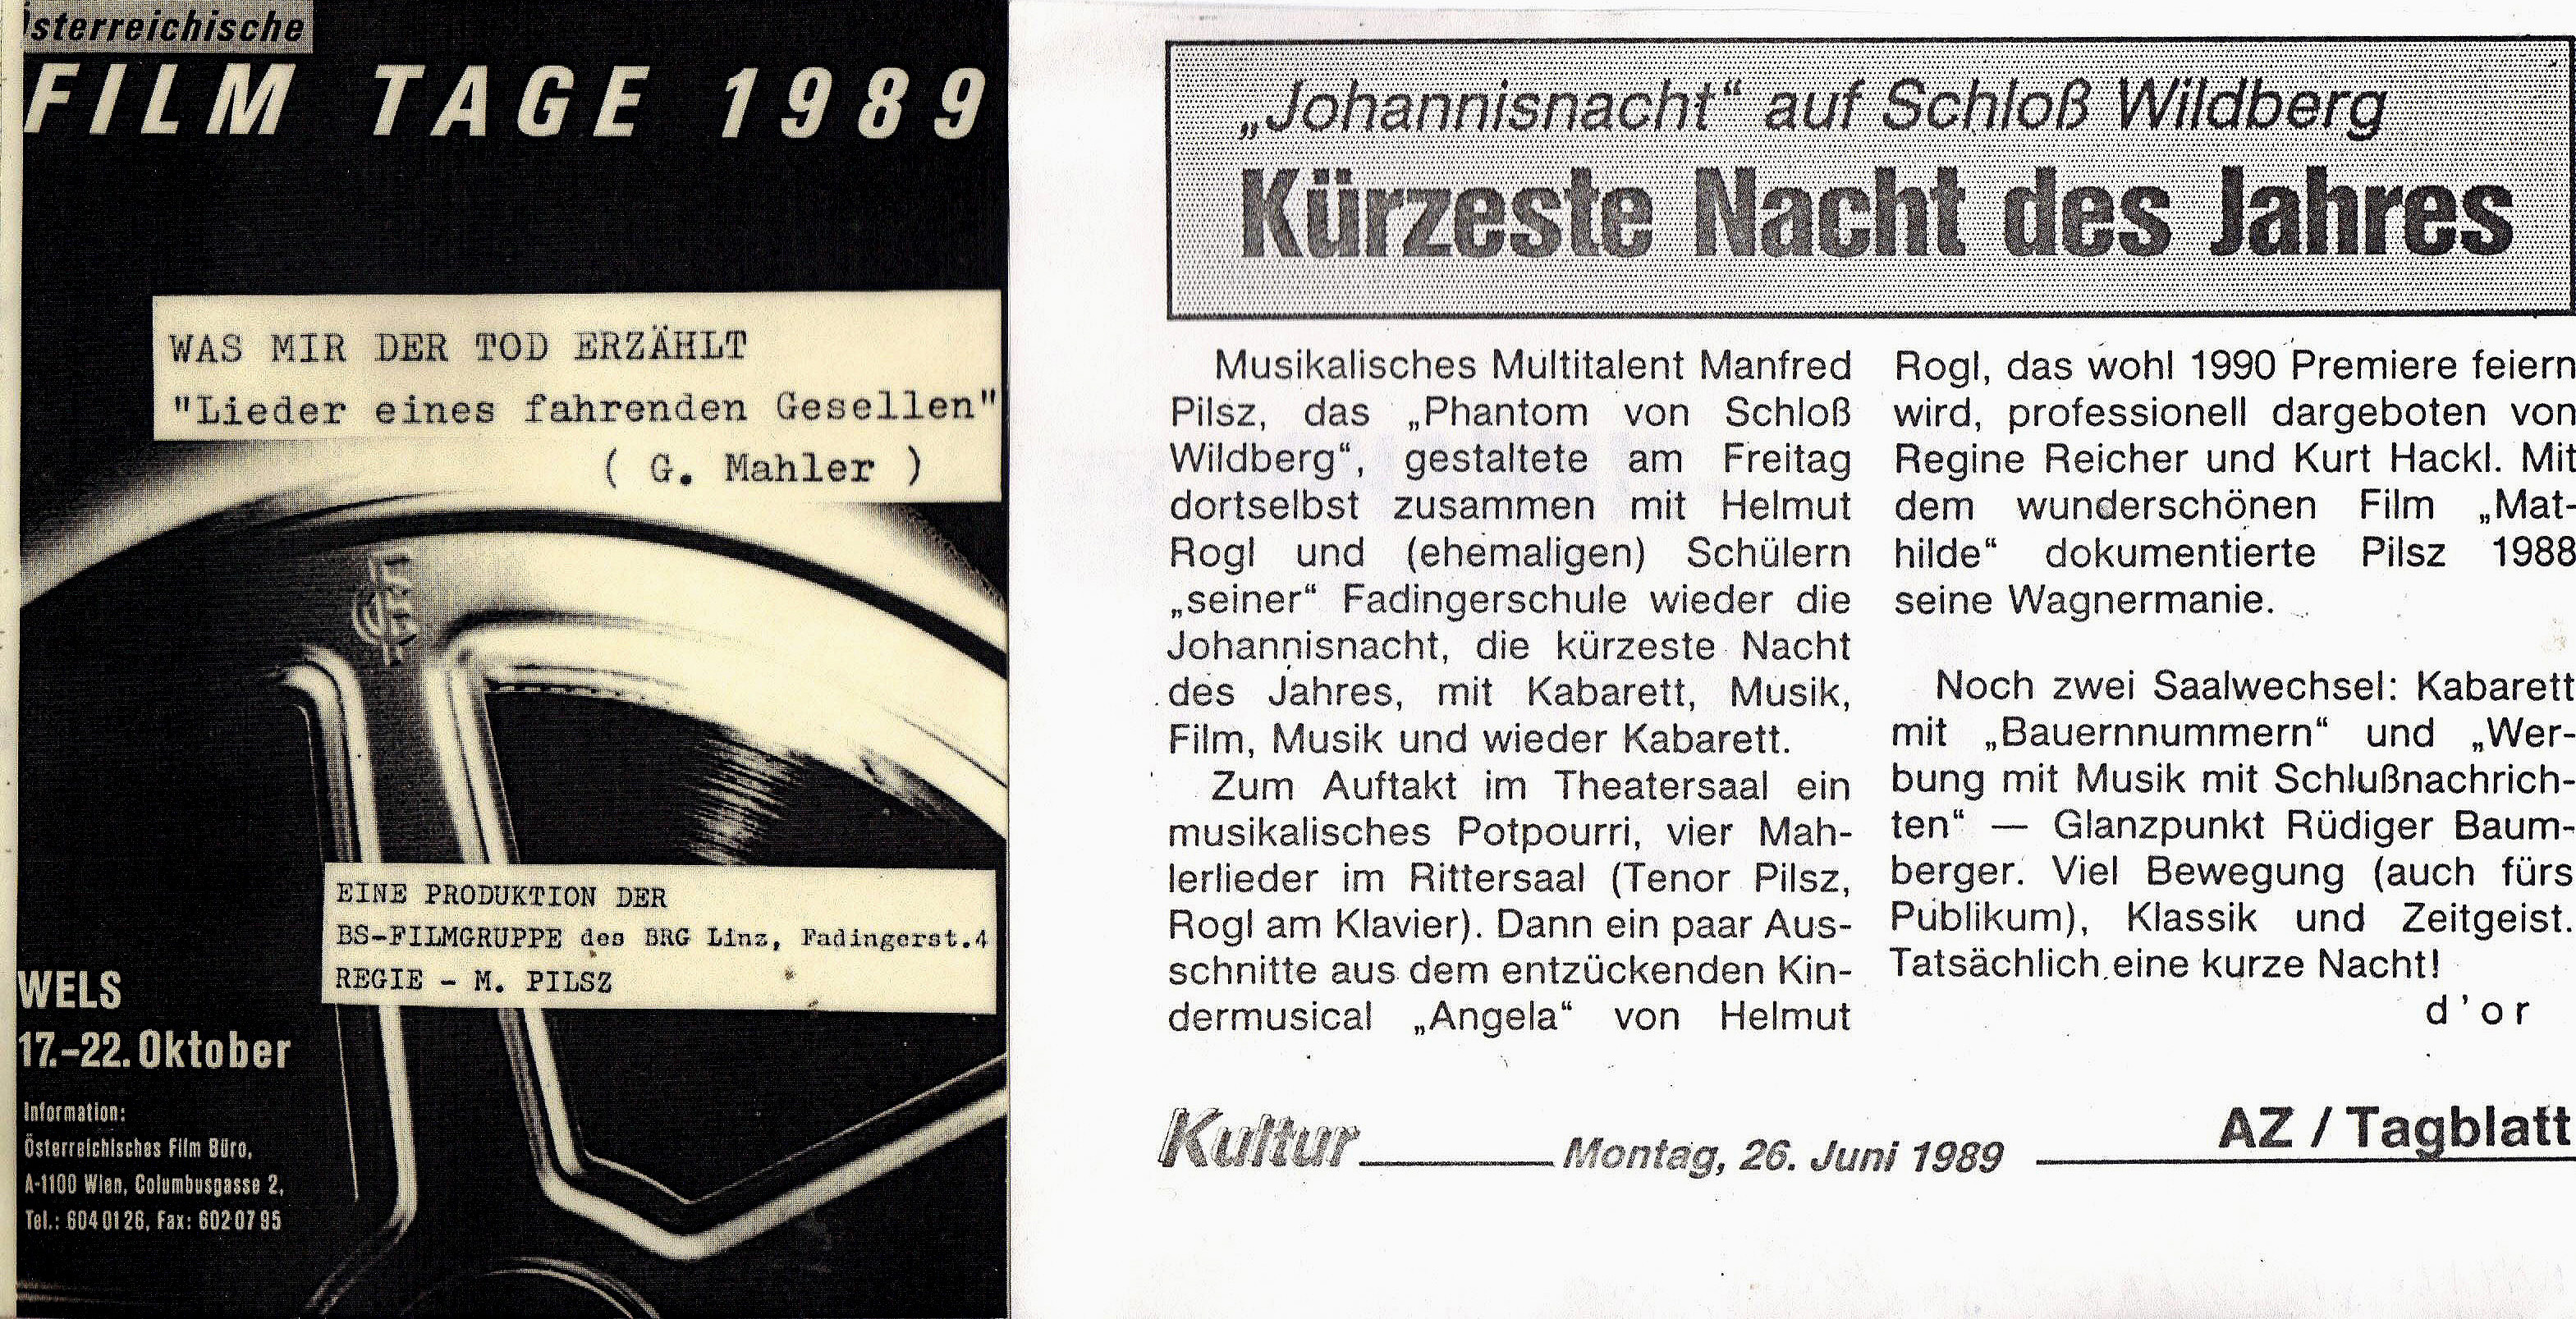 österreichische
FILM TAGE 1989
WAS MIR DER TOD ERZÄHLT
"Lieder eines fahrenden Gesellen"
( G. Mahler )
EINE PRODUKTION DER
BS-FILMGRUPPE des BRG Linz, Fadingerst.4
REGIE - M. PILSZ
WELS
17.-22. Oktober
Information:
Österreichisches Film Büro,
A-1100 Wien, Columbusgasse 2,
Tel.: 604 01 26, Fax: 602 07 95
„Johannisnacht“ auf Schloß Wildberg
Kürzeste Nacht des Jahres
Musikalisches Multitalent Manfred
Pilsz, das „Phantom von Schloß
Wildberg“, gestaltete am Freitag
dortselbst zusammen mit Helmut
Rogl und (ehemaligen) Schülern
„seiner“ Fadingerschule wieder die
Johannisnacht, die kürzeste Nacht
des Jahres, mit Kabarett, Musik,
Film, Musik und wieder Kabarett.
Zum Auftakt im Theatersaal ein
musikalisches Potpourri, vier Mah-
lerlieder im Rittersaal (Tenor Pilsz,
Rogl am Klavier). Dann ein paar Aus-
schnitte aus dem entzückenden Kin-
dermusical „Angela“ von Helmut
Rogl, das wohl 1990 Premiere feiern
wird, professionell dargeboten von
Regine Reicher und Kurt Hackl. Mit
dem wunderschönen Film „Mat-
hilde“ dokumentierte Pilsz 1988
seine Wagnermanie.
Noch zwei Saalwechsel: Kabarett
mit „Bauernnummern“ und „Wer-
bung mit Musik mit Schlußnachrich-
ten“ — Glanzpunkt Rüdiger Baum-
berger. Viel Bewegung (auch fürs
Publikum), Klassik und Zeitgeist.
Tatsächlich eine kurze Nacht!
d'or
Kultur Montag, 26. Juni 1989 AZ / Tagblatt